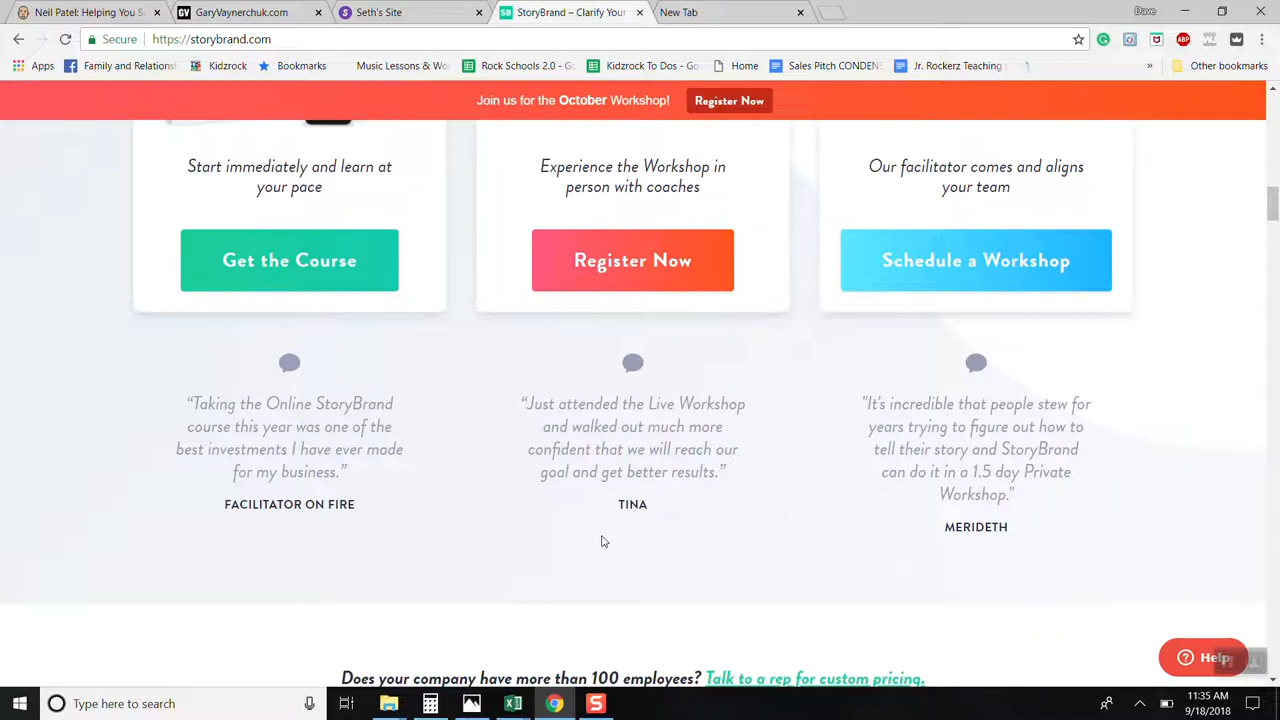 Neil Patel: Helping You S
GaryVaynerchuk.com
Seth's Site
StoryBrand – Clarify Your
New Tab
Dave
Secure
https://storybrand.com
Apps
Family and Relations
Kidzrock
Bookmarks
Music Lessons & Wo
Rock Schools 2.0 - Go
Kidzrock To Dos - Go
Home
Sales Pitch CONDENS
Jr. Rockerz Teaching
Other bookmarks
Join us for the October Workshop!
Register Now
Start immediately and learn at
your pace
Get the Course
Experience the Workshop in
person with coaches
Register Now
Our facilitator comes and aligns
your team
Schedule a Workshop
“Taking the Online StoryBrand
course this year was one of the
best investments I have ever made
for my business.”
FACILITATOR ON FIRE
“Just attended the Live Workshop
and walked out much more
confident that we will reach our
goal and get better results.”
TINA
"It's incredible that people stew for
years trying to figure out how to
tell their story and StoryBrand
can do it in a 1.5 day Private
Workshop."
MERIDETH
Does your company have more than 100 employees? Talk to a rep for custom pricing.
Help
Type here to search
11:35 AM
9/18/2018